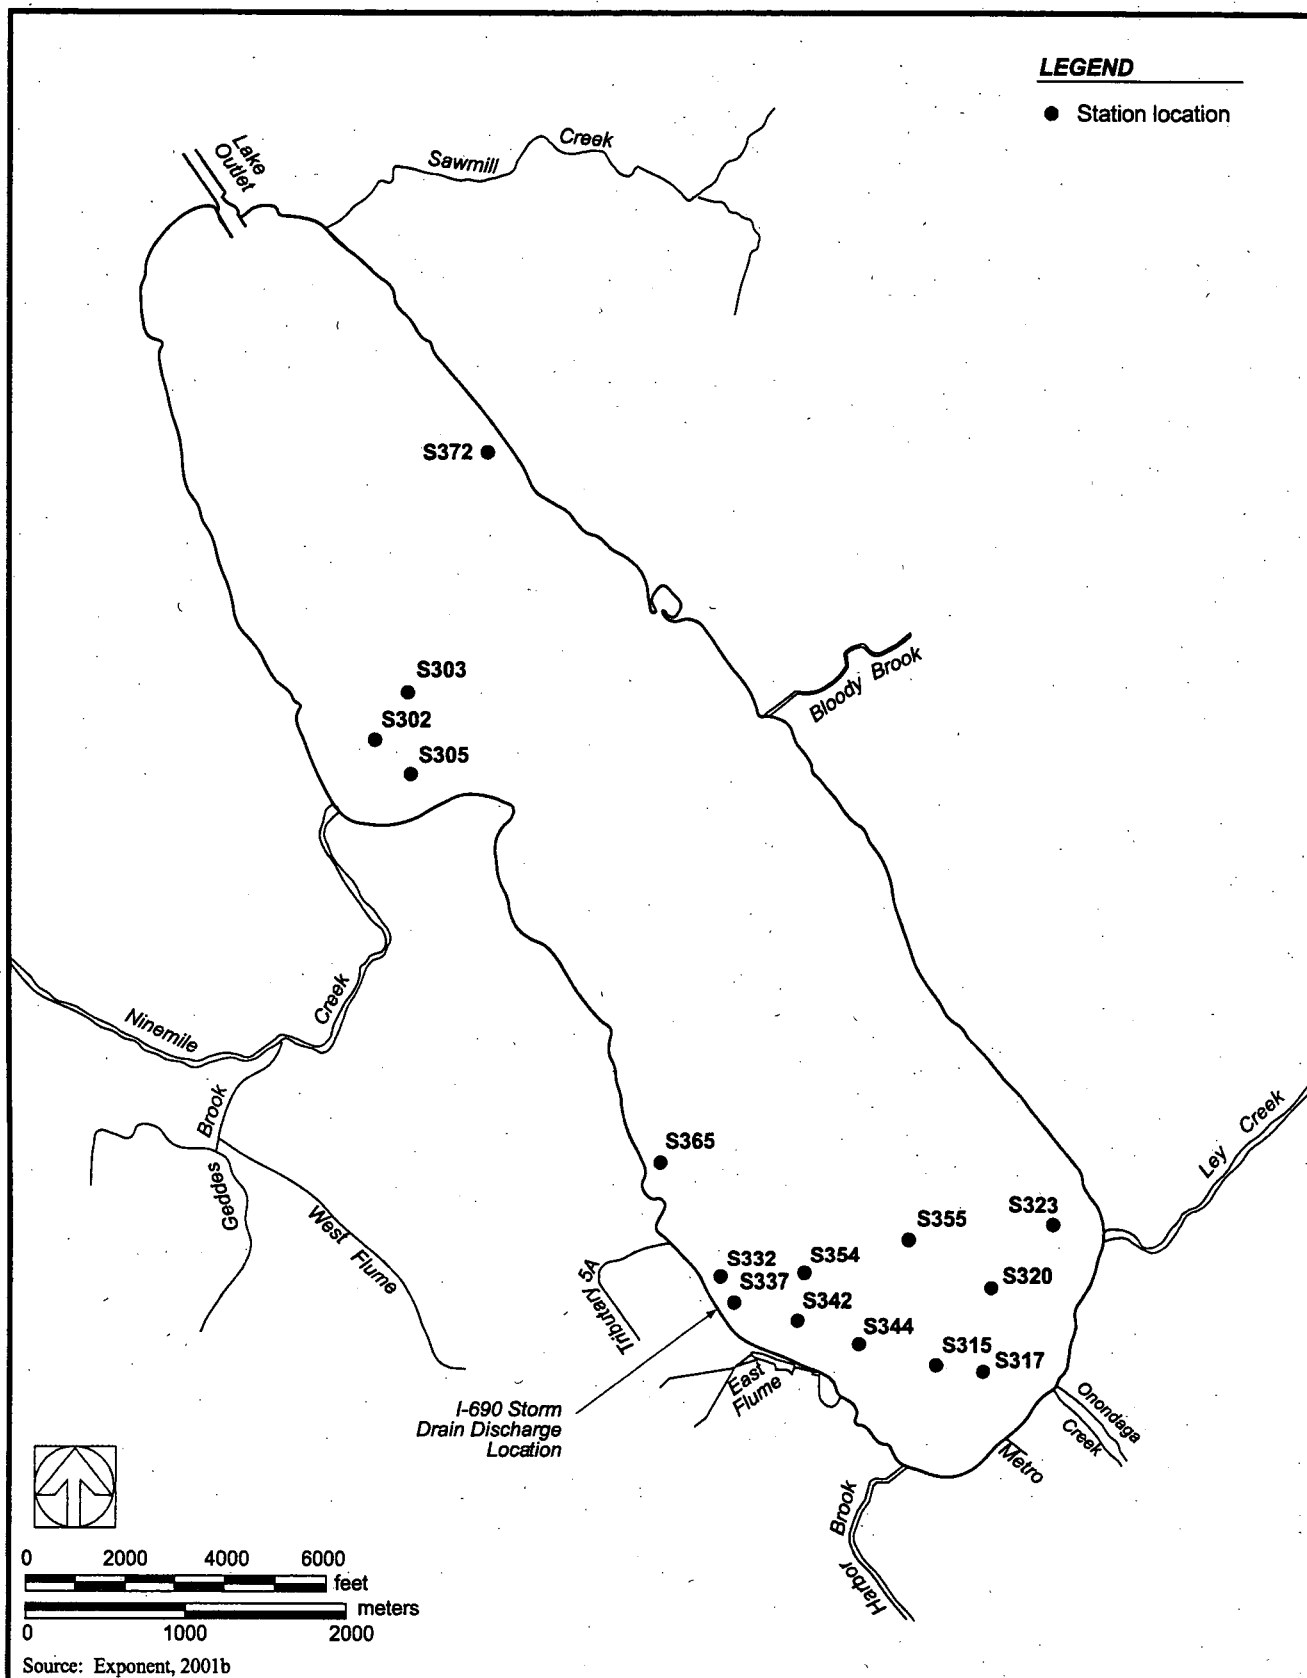 LEGEND
Station location
Lake
Outlet
Sawmill
Creek
S372
S303
S302
S305
Bloody Brook
Ninemile
Creek
Brook
Geddes
West Flume
S365
Ley Creek
S323
S355
S332
S354
S320
S337
S342
S344
S315
S317
Tributary 5A
East
Flume
I-690 Storm
Drain Discharge
Location
Onondaga
Creek
Metro
Brook
Harbor
0 2000 4000 6000
feet
meters
0 1000 2000
Source: Exponent, 2001b